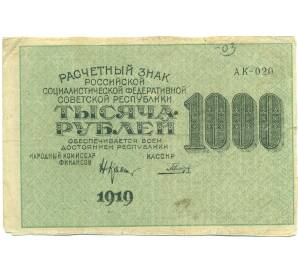 -03
АК-020
РАСЧЕТНЫЙ ЗНАК
РОССИЙСКОЙ
СОЦИАЛИСТИЧЕСКОЙ ФЕДЕРАТИВНОЙ
СОВЕТСКОЙ РЕСПУБЛИКИ
ТЫСЯЧА
РУБЛЕЙ
1000
ОБЕСПЕЧИВАЕТСЯ ВСЕМ
ДОСТОЯНИЕМ РЕСПУБЛИКИ
НАРОДНЫЙ КОМИССАР
ФИНАНСОВ
КАССИР
1919